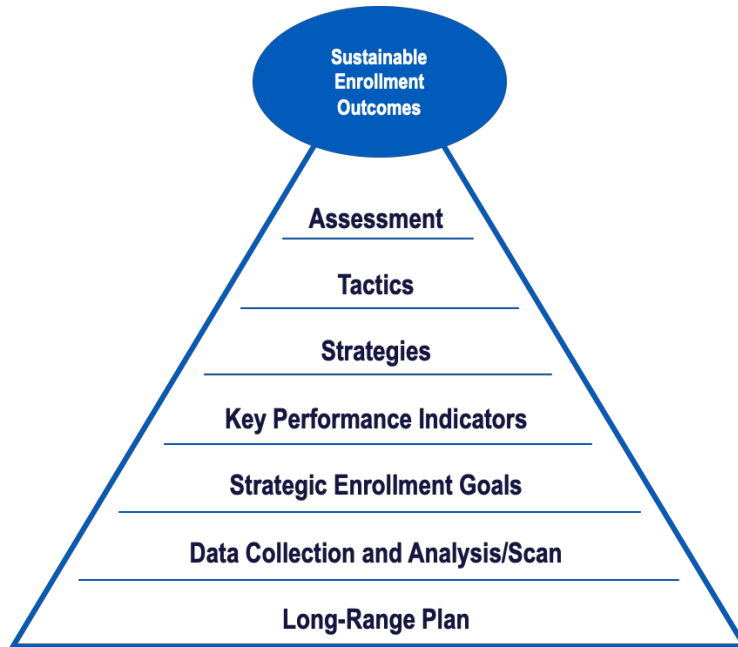 Sustainable
Enrollment
Outcomes
Assessment
Tactics
Strategies
Key Performance Indicators
Strategic Enrollment Goals
Data Collection and Analysis/Scan
Long-Range Plan